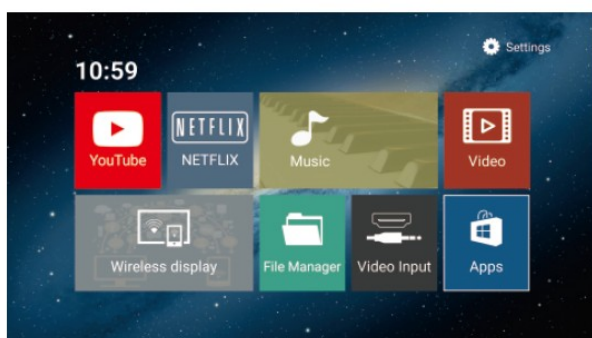 Settings
10:59
NETFLIX
YouTube
NETFLIX
Music
Video
Wireless display
File Manager
Video Input
Apps